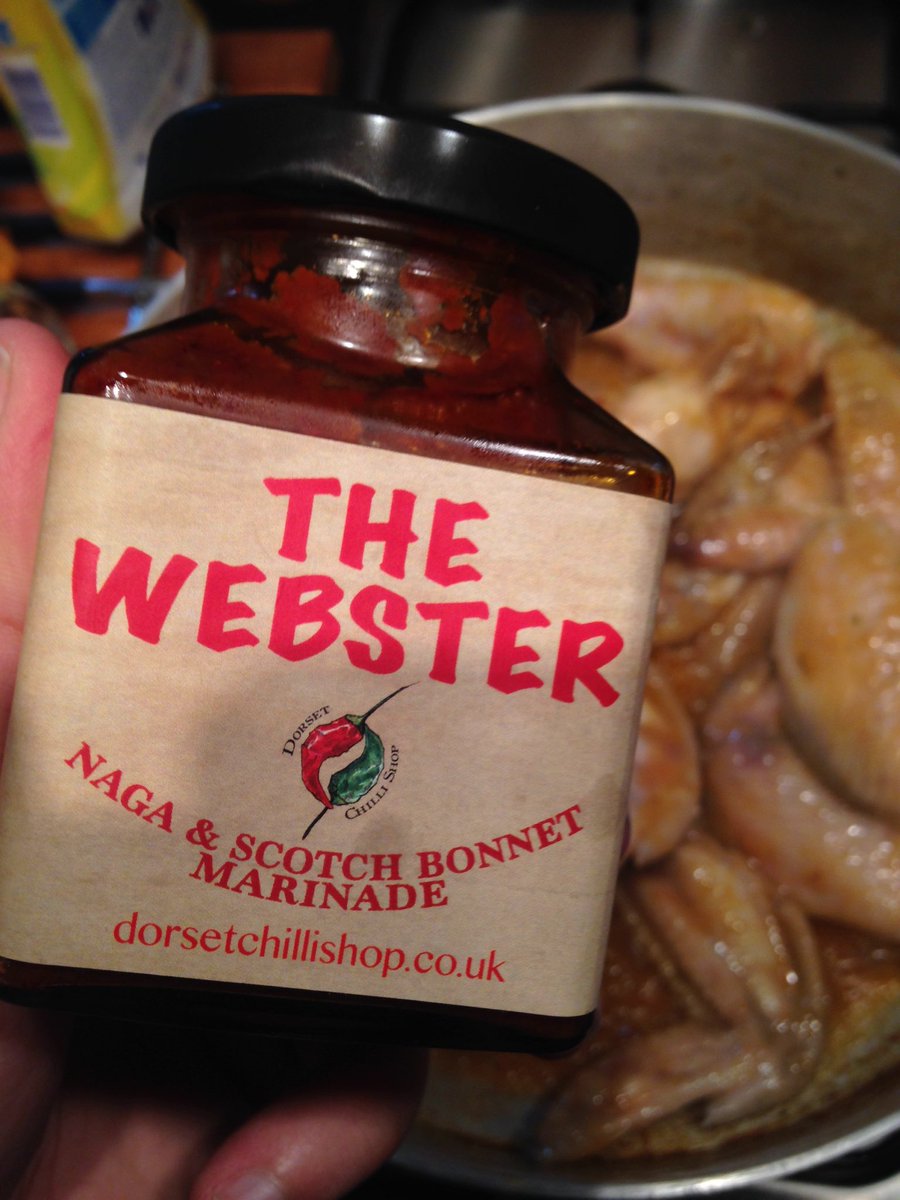 THE
WEBSTER
DORSET
CHILLI SHOP
NAGA & SCOTCH BONNET
MARINADE
dorsetchillishop.co.uk